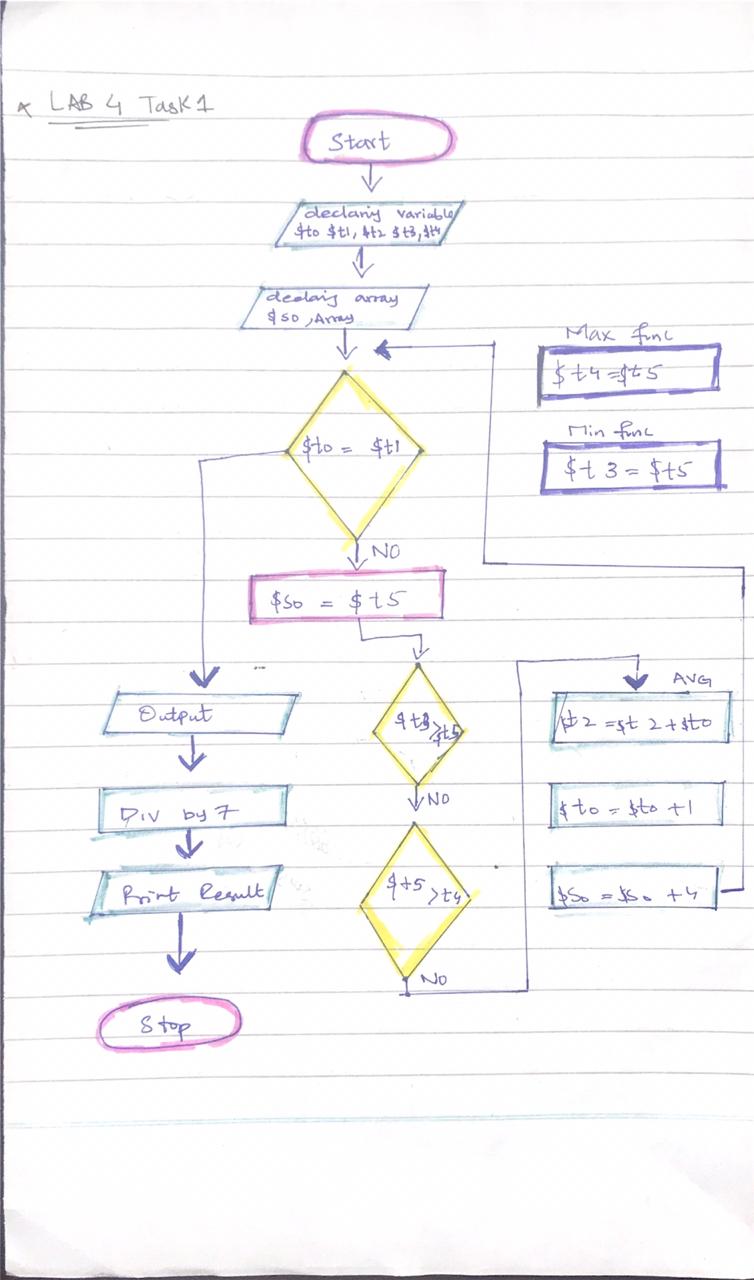 LAB 4 Task 1
Start
declaring variable
$t0 $t1, $t2 $t3, $t4
declaring array
$s0, Array
Max func
$t4 = $t5
Min func
$t3 = $t5
$t0 = $t1
NO
$s0 = $t5
Output
Div by 7
Print Result
Stop
$t3 > $t5
NO
$t5 > t4
NO
AVG
$t2 = $t2 + $t0
$t0 = $t0 + 1
$s0 = $s0 + 4